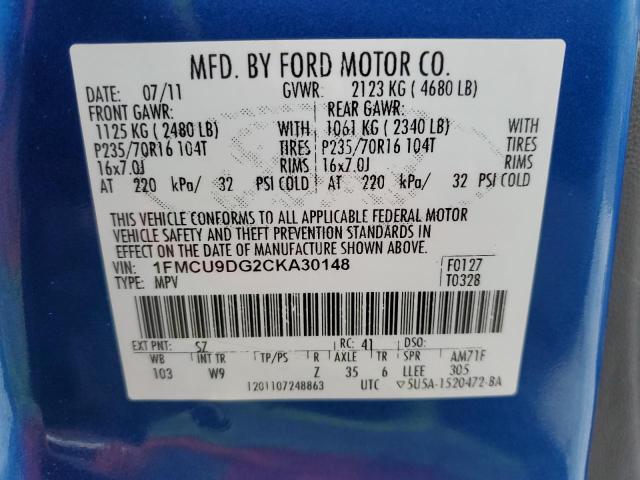 MFD. BY FORD MOTOR CO.
DATE: 07/11 GVWR: 2123 KG ( 4680 LB)
FRONT GAWR: REAR GAWR:
1125 KG ( 2480 LB) WITH 1061 KG ( 2340 LB) WITH
P235/70R16 104T TIRES P235/70R16 104T TIRES
16x7.0J RIMS 16x7.0J RIMS
AT 220 kPa/ 32 PSI COLD AT 220 kPa/ 32 PSI COLD
THIS VEHICLE CONFORMS TO ALL APPLICABLE FEDERAL MOTOR
VEHICLE SAFETY AND THEFT PREVENTION STANDARDS IN
EFFECT ON THE DATE OF MANUFACTURE SHOWN ABOVE.
VIN: 1FMCU9DG2CKA30148 F0127
TYPE: MPV T0328
EXT PNT: SZ RC: 41 DSO:
WB INT TR TP/PS R AXLE TR SPR AM71F
103 W9 Z 35 6 LLEE 305
1201107248863 UTC ▽5U5A-1520472-BA